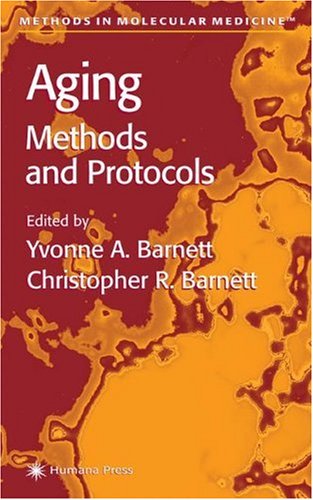 METHODS IN MOLECULAR MEDICINE™
Aging
Methods
and Protocols
Edited by
Yvonne A. Barnett
Christopher R. Barnett
Humana Press